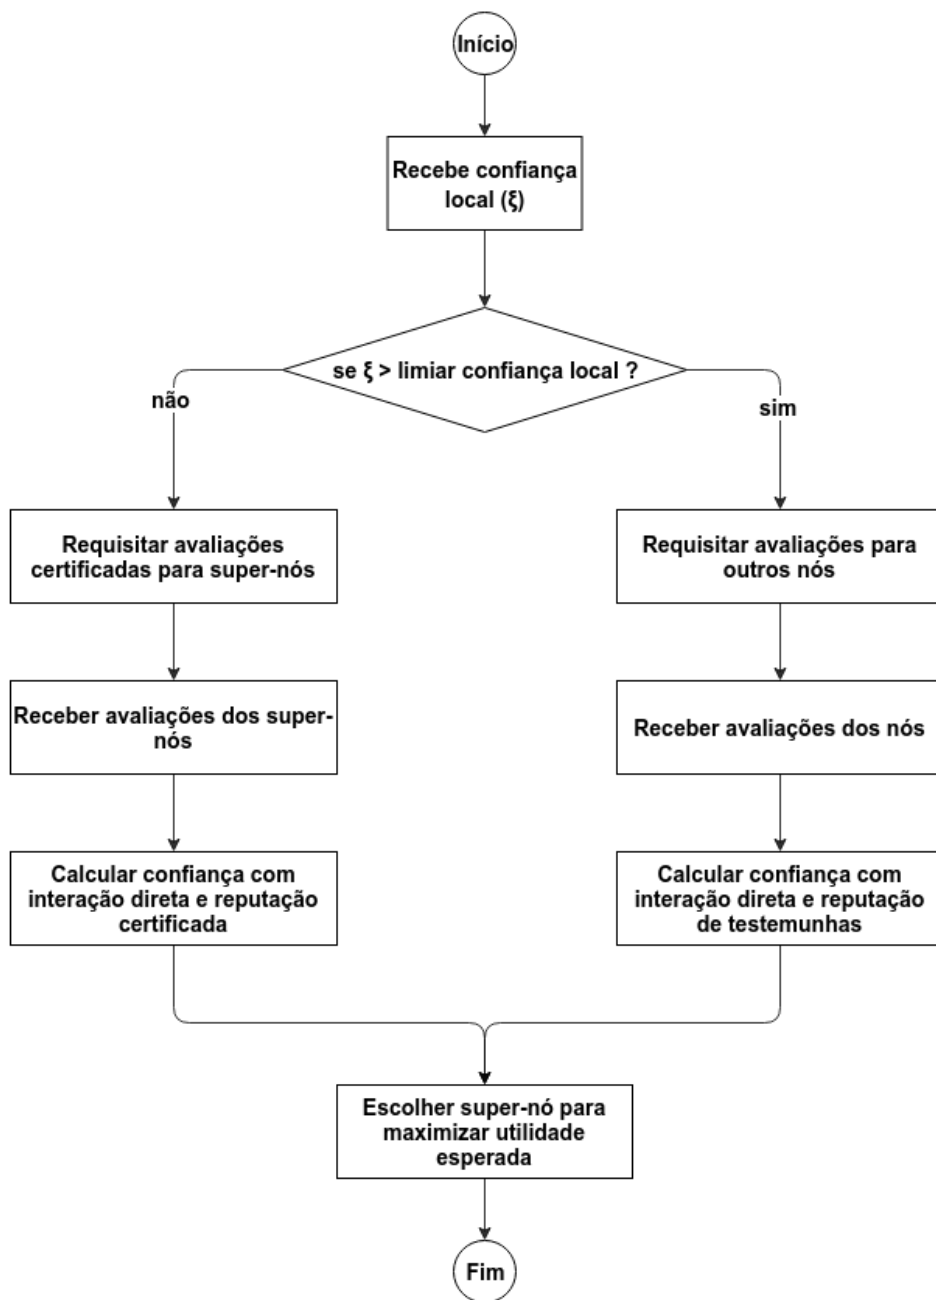 Início
Recebe confiança
local (ξ)
se ξ > limiar confiança local ?
não
sim
Requisitar avaliações
certificadas para super-nós
Requisitar avaliações para
outros nós
Receber avaliações dos super-
nós
Receber avaliações dos nós
Calcular confiança com
interação direta e reputação
certificada
Calcular confiança com
interação direta e reputação
de testemunhas
Escolher super-nó para
maximizar utilidade
esperada
Fim